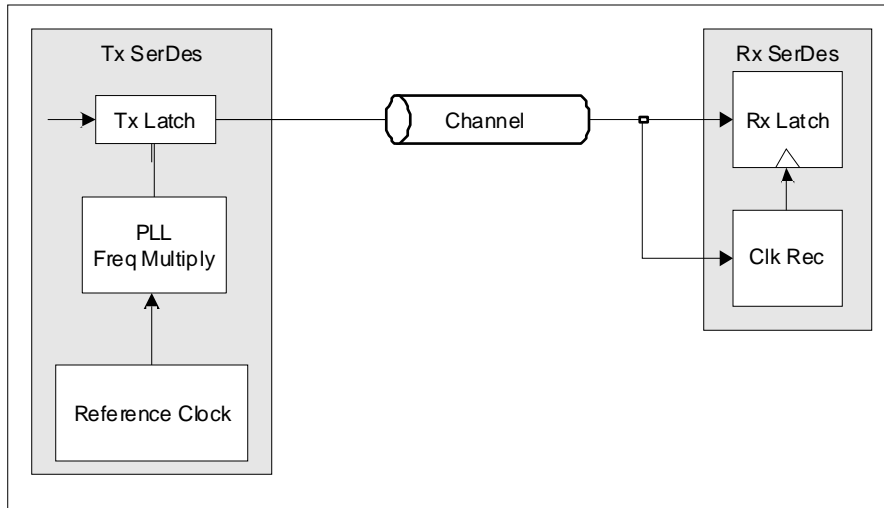 Tx SerDes
Rx SerDes
Tx Latch
Channel
Rx Latch
PLL
Freq Multiply
Clk Rec
Reference Clock